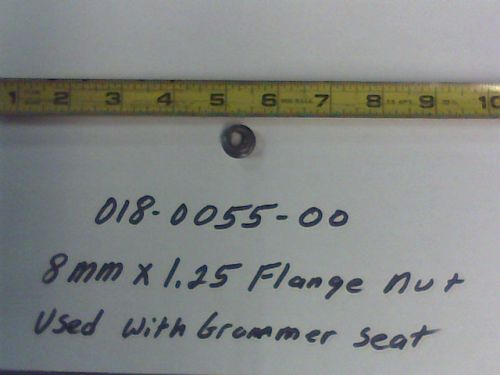 1 2 3 4 5 6 7 8 9 10
018-0055-00
8mm x 1.25 Flange nut
Used with Grammer seat